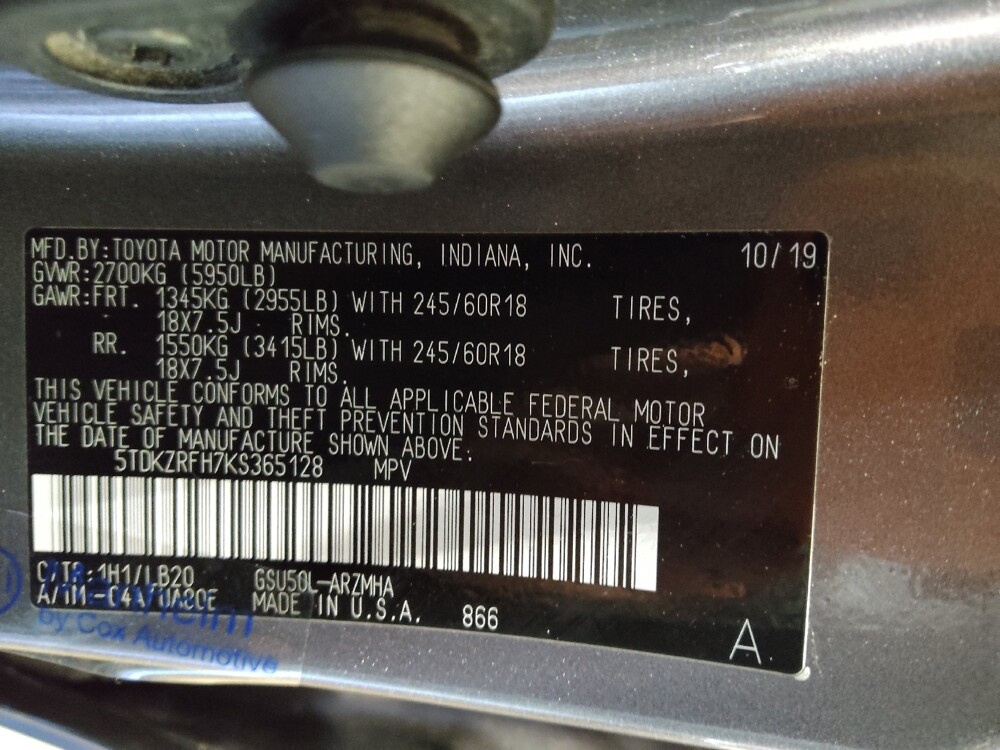 MFD.BY:TOYOTA MOTOR MANUFACTURING, INDIANA, INC. 10/19
GVWR:2700KG (5950LB)
GAWR:FRT. 1345KG (2955LB) WITH 245/60R18 TIRES,
18X7.5J RIMS.
RR. 1550KG (3415LB) WITH 245/60R18 TIRES,
18X7.5J RIMS.
THIS VEHICLE CONFORMS TO ALL APPLICABLE FEDERAL MOTOR
VEHICLE SAFETY AND THEFT PREVENTION STANDARDS IN EFFECT ON
THE DATE OF MANUFACTURE SHOWN ABOVE.
5TDKZRFH7KS365128 MPV
C/TR:1H1/LB20 GSU50L-ARZMHA
MADE IN U.S.A. 866 A
by Cox Automotive